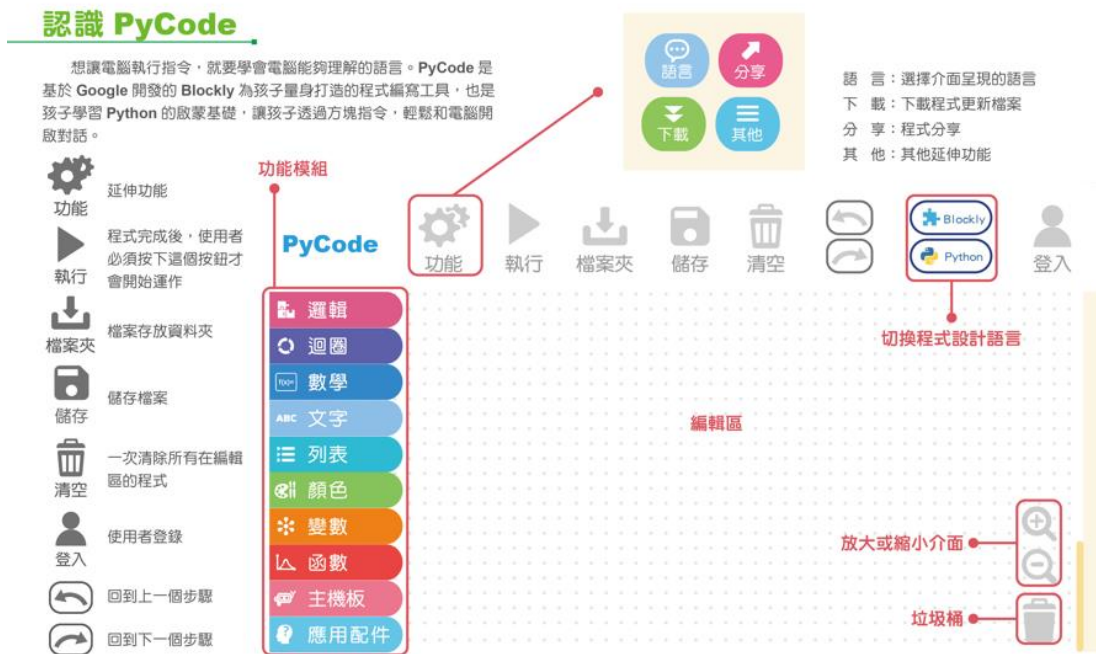 認識 PyCode
想讓電腦執行指令，就要學會電腦能夠理解的語言。PyCode 是
基於 Google 開發的 Blockly 為孩子量身打造的程式編寫工具，也是
孩子學習 Python 的啟蒙基礎，讓孩子透過方塊指令，輕鬆和電腦開
啟對話。
語言
分享
下載
其他
語 言：選擇介面呈現的語言
下 載：下載程式更新檔案
分 享：程式分享
其 他：其他延伸功能
功能
延伸功能
執行
程式完成後，使用者
必須按下這個按鈕才
會開始運作
檔案夾
檔案存放資料夾
儲存
儲存檔案
清空
一次清除所有在編輯
區的程式
登入
使用者登錄
回到上一個步驟
回到下一個步驟
功能模組
PyCode
功能
執行
檔案夾
儲存
清空
Blockly
Python
登入
切換程式設計語言
邏輯
迴圈
f(x)= 數學
ABC 文字
列表
顏色
變數
函數
主機板
應用配件
編輯區
放大或縮小介面
垃圾桶